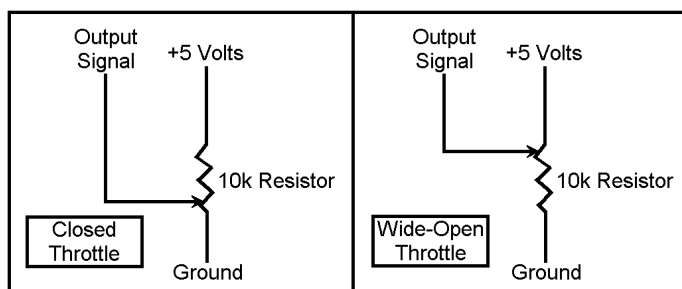 Output
Signal
+5 Volts
10k Resistor
Closed
Throttle
Ground
Output
Signal
+5 Volts
10k Resistor
Wide-Open
Throttle
Ground